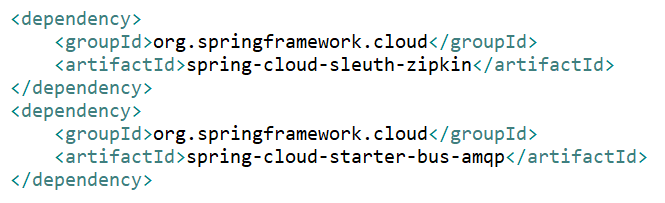 <dependency>
    <groupId>org.springframework.cloud</groupId>
    <artifactId>spring-cloud-sleuth-zipkin</artifactId>
</dependency>
<dependency>
    <groupId>org.springframework.cloud</groupId>
    <artifactId>spring-cloud-starter-bus-amqp</artifactId>
</dependency>